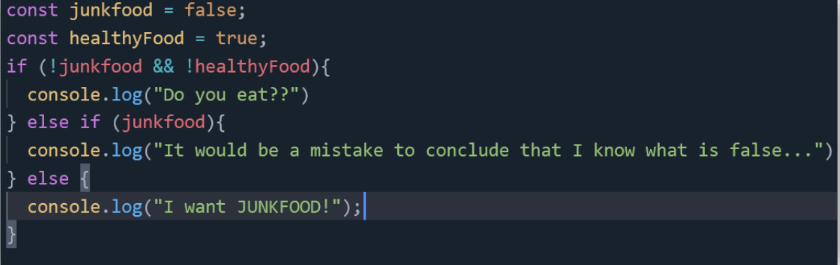 const junkfood = false;
const healthyFood = true;
if (!junkfood && !healthyFood){
  console.log("Do you eat??")
} else if (junkfood){
  console.log("It would be a mistake to conclude that I know what is false...")
} else {
  console.log("I want JUNKFOOD!");
}